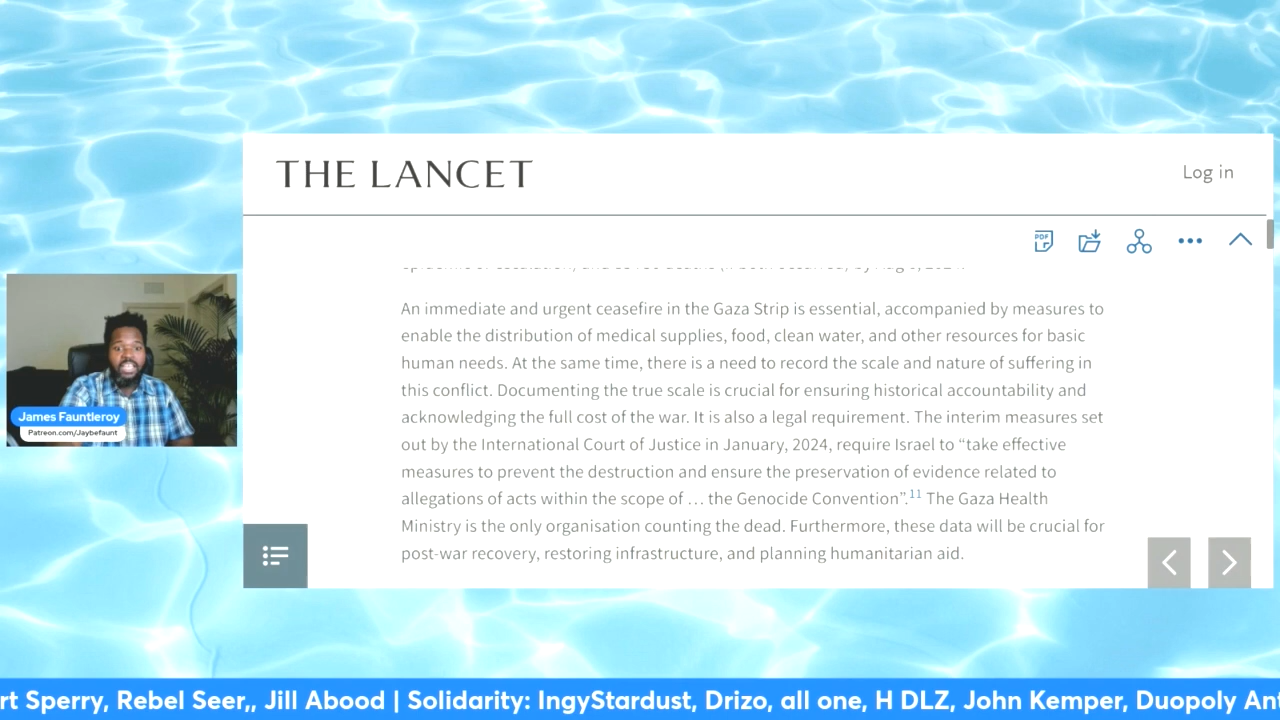 THE LANCET
Log in
PDF
An immediate and urgent ceasefire in the Gaza Strip is essential, accompanied by measures to
enable the distribution of medical supplies, food, clean water, and other resources for basic
human needs. At the same time, there is a need to record the scale and nature of suffering in
this conflict. Documenting the true scale is crucial for ensuring historical accountability and
acknowledging the full cost of the war. It is also a legal requirement. The interim measures set
out by the International Court of Justice in January, 2024, require Israel to “take effective
measures to prevent the destruction and ensure the preservation of evidence related to
allegations of acts within the scope of … the Genocide Convention”.11 The Gaza Health
Ministry is the only organisation counting the dead. Furthermore, these data will be crucial for
post-war recovery, restoring infrastructure, and planning humanitarian aid.
James Fauntleroy
Patreon.com/Jaybefaunt
rt Sperry, Rebel Seer,, Jill Abood | Solidarity: IngyStardust, Drizo, all one, H DLZ, John Kemper, Duopoly An